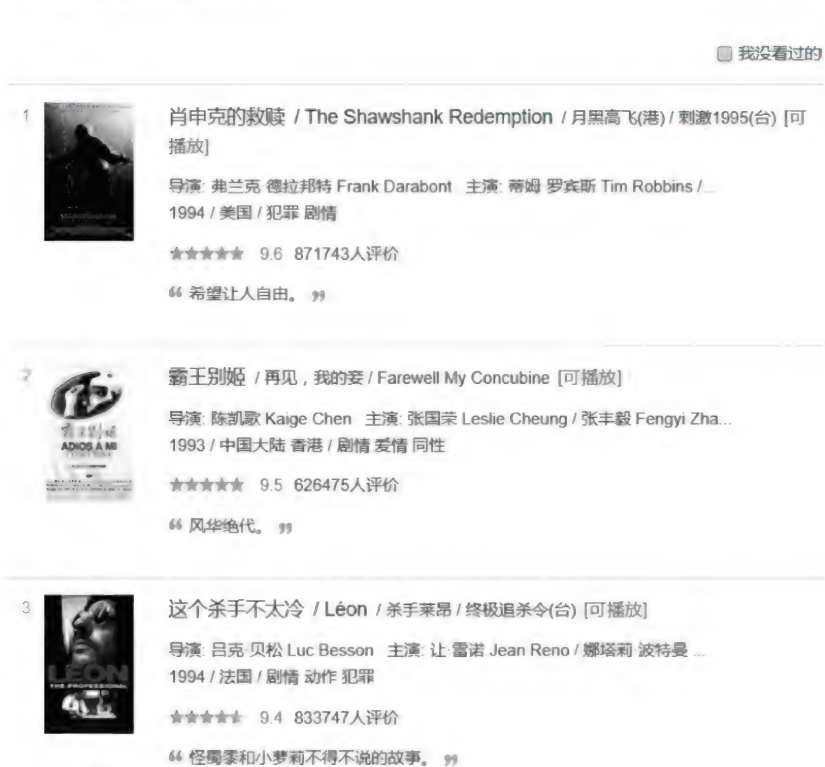 我没看过的
1
肖申克的救赎 / The Shawshank Redemption / 月黑高飞(港) / 刺激1995(台) [可
播放]
导演: 弗兰克·德拉邦特 Frank Darabont 主演: 蒂姆·罗宾斯 Tim Robbins /...
1994 / 美国 / 犯罪 剧情
9.6 871743人评价
“ 希望让人自由。 ”
2
霸王别姬 / 再见，我的妾 / Farewell My Concubine [可播放]
导演: 陈凯歌 Kaige Chen 主演: 张国荣 Leslie Cheung / 张丰毅 Fengyi Zha...
1993 / 中国大陆 香港 / 剧情 爱情 同性
霸王别姬
ADIOS A MI
9.5 626475人评价
“ 风华绝代。 ”
3
这个杀手不太冷 / Léon / 杀手莱昂 / 终极追杀令(台) [可播放]
导演: 吕克·贝松 Luc Besson 主演: 让·雷诺 Jean Reno / 娜塔莉·波特曼 ...
1994 / 法国 / 剧情 动作 犯罪
LEON
THE PROFESSIONAL
9.4 833747人评价
“ 怪蜀黍和小萝莉不得不说的故事。 ”